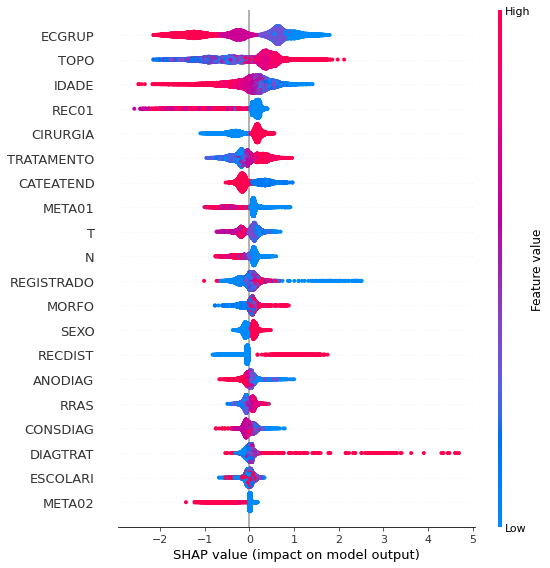 High
ECGRUP
TOPO
IDADE
REC01
CIRURGIA
TRATAMENTO
CATEATEND
META01
T
N
REGISTRADO
MORFO
SEXO
RECDIST
ANODIAG
RRAS
CONSDIAG
DIAGTRAT
ESCOLARI
META02
Feature value
Low
−2 −1 0 1 2 3 4 5
SHAP value (impact on model output)